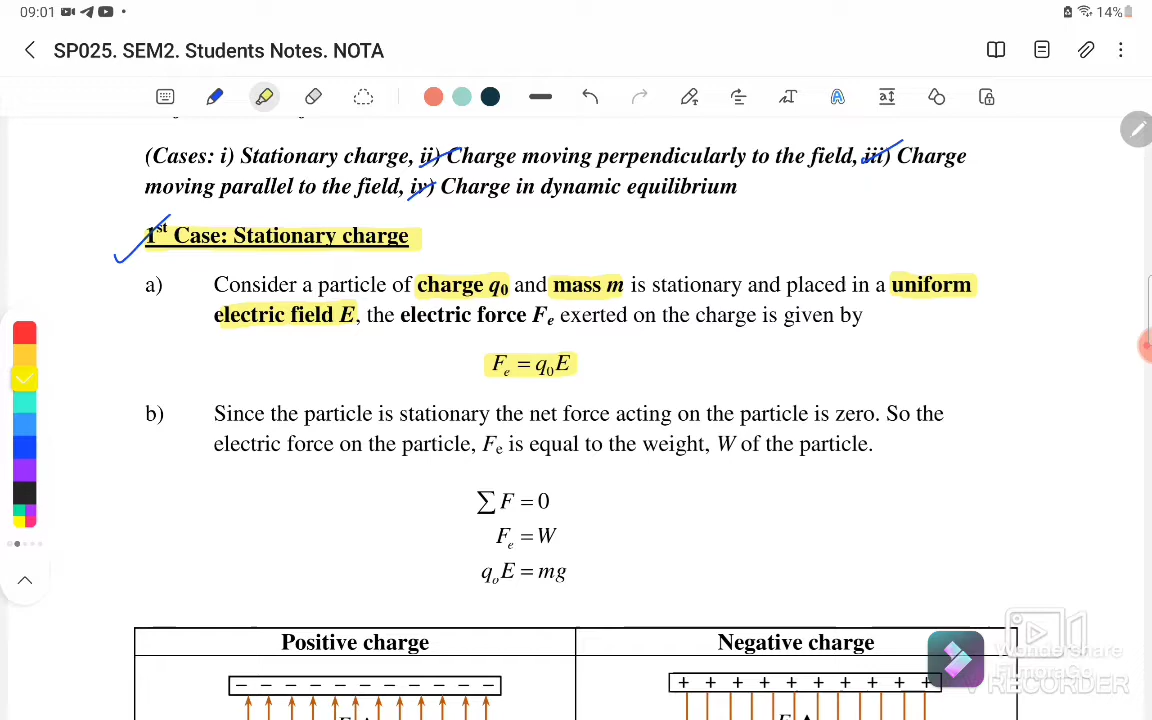 09:01
14%
SP025. SEM2. Students Notes. NOTA
(Cases: i) Stationary charge, ii) Charge moving perpendicularly to the field, iii) Charge
moving parallel to the field, iv) Charge in dynamic equilibrium
1st Case: Stationary charge
a) Consider a particle of charge q₀ and mass m is stationary and placed in a uniform
electric field E, the electric force Fₑ exerted on the charge is given by
Fₑ = q₀E
b) Since the particle is stationary the net force acting on the particle is zero. So the
electric force on the particle, Fₑ is equal to the weight, W of the particle.
∑F = 0
Fₑ = W
qₒE = mg
Positive charge Negative charge
− − − − − − − − − − − + + + + + + + + + +
Wondershare
FilmoraGo
RECORDER